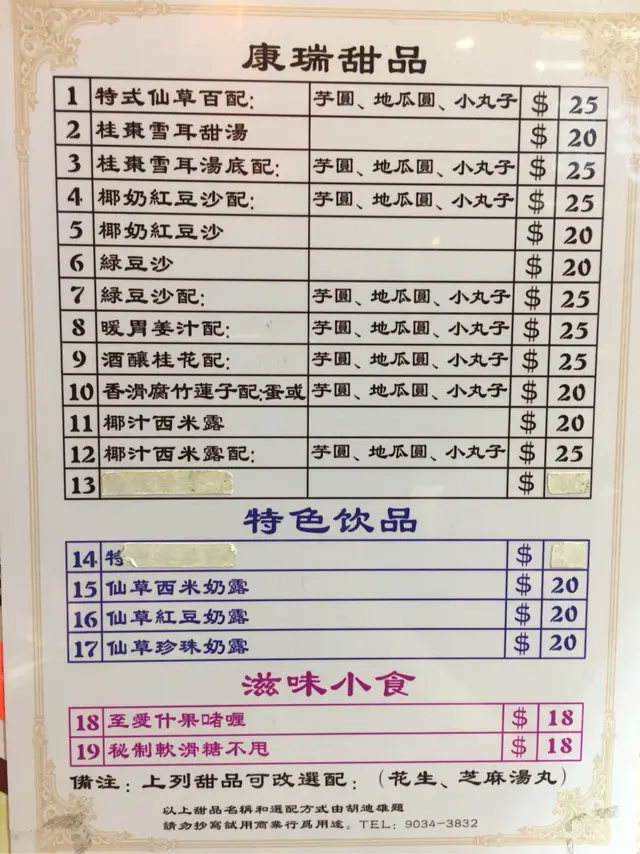 康瑞甜品
1 特式仙草百配: 芋圓、地瓜圓、小丸子 $ 25
2 桂棗雪耳甜湯 $ 20
3 桂棗雪耳湯底配: 芋圓、地瓜圓、小丸子 $ 25
4 椰奶紅豆沙配: 芋圓、地瓜圓、小丸子 $ 25
5 椰奶紅豆沙 $ 20
6 綠豆沙 $ 20
7 綠豆沙配: 芋圓、地瓜圓、小丸子 $ 25
8 暖胃姜汁配: 芋圓、地瓜圓、小丸子 $ 25
9 酒釀桂花配: 芋圓、地瓜圓、小丸子 $ 25
10 香滑腐竹蓮子配:蛋或 芋圓、地瓜圓、小丸子 $ 20
11 椰汁西米露 $ 20
12 椰汁西米露配: 芋圓、地瓜圓、小丸子 $ 25
13 $
特色饮品
14 特 $
15 仙草西米奶露 $ 20
16 仙草紅豆奶露 $ 20
17 仙草珍珠奶露 $ 20
滋味小食
18 至愛什果啫喱 $ 18
19 秘制軟滑糖不甩 $ 18
備注:上列甜品可改選配:(花生、芝麻湯丸)
以上甜品名稱和選配方式由胡迪雄題
請勿抄寫試用商業行爲用途。TEL: 9034-3832